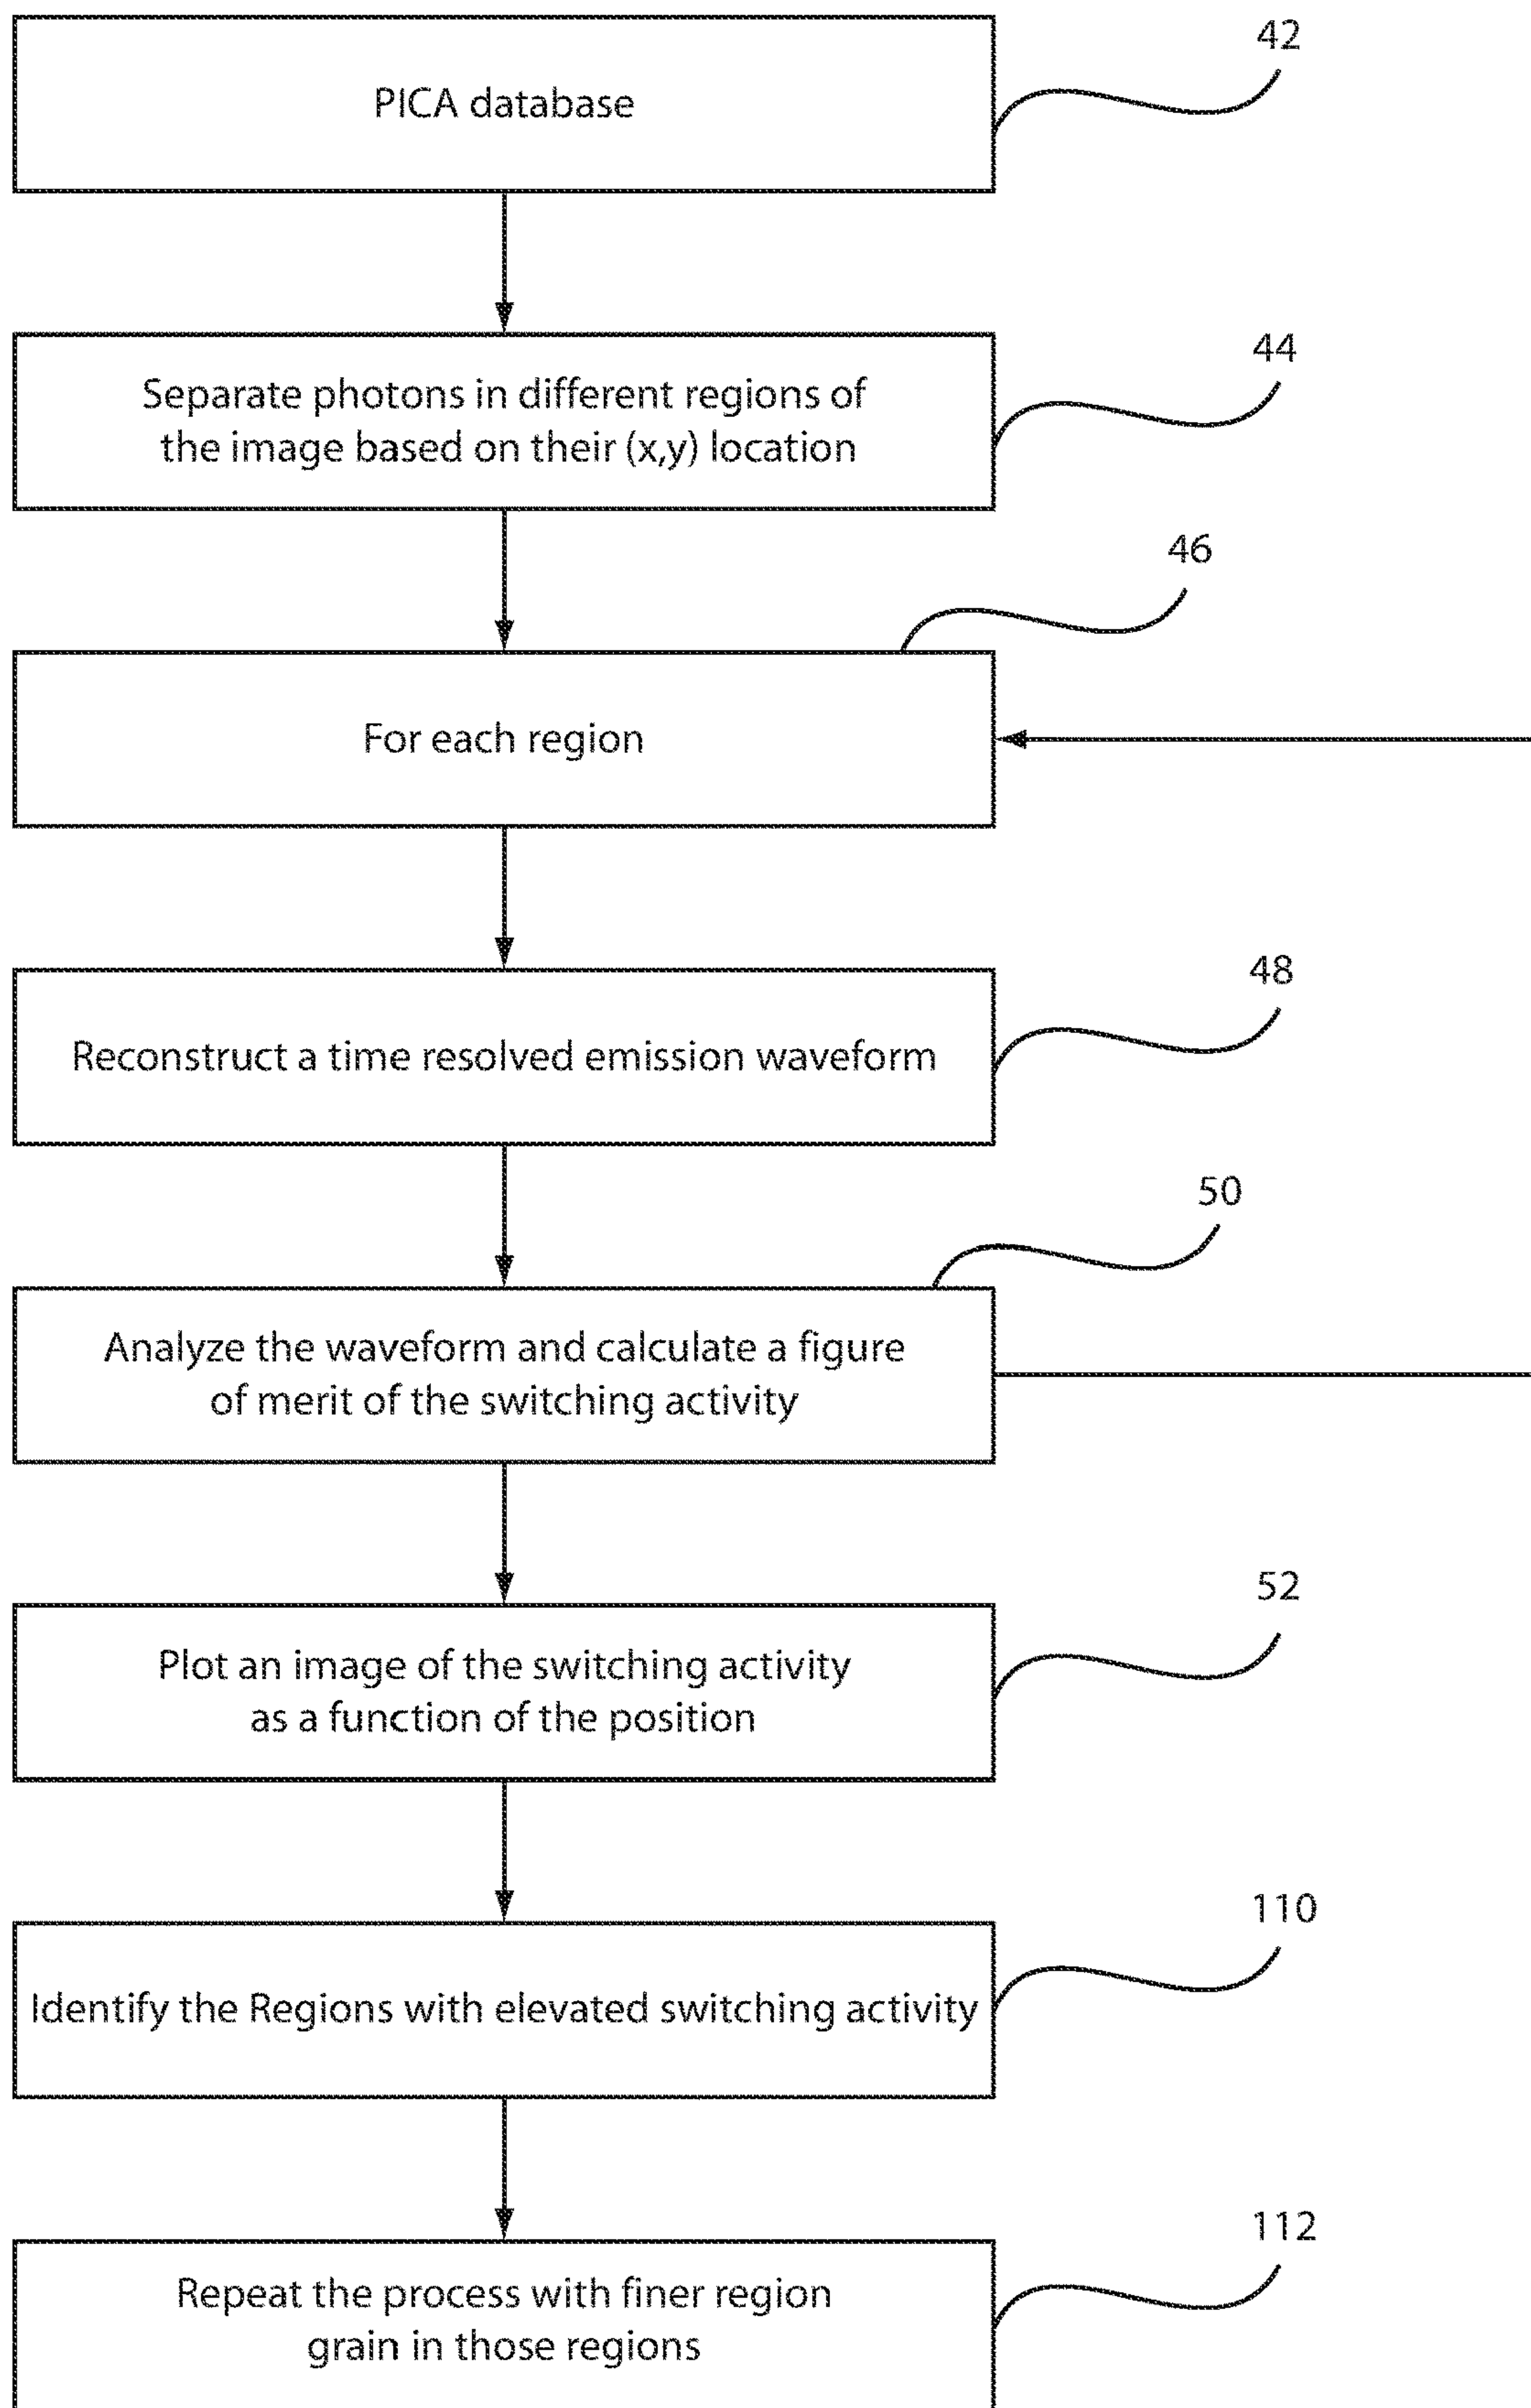 42
PICA database
44
Separate photons in different regions of
the image based on their (x,y) location
46
For each region
48
Reconstruct a time resolved emission waveform
50
Analyze the waveform and calculate a figure
of merit of the switching activity
52
Plot an image of the switching activity
as a function of the position
110
Identify the Regions with elevated switching activity
112
Repeat the process with finer region
grain in those regions